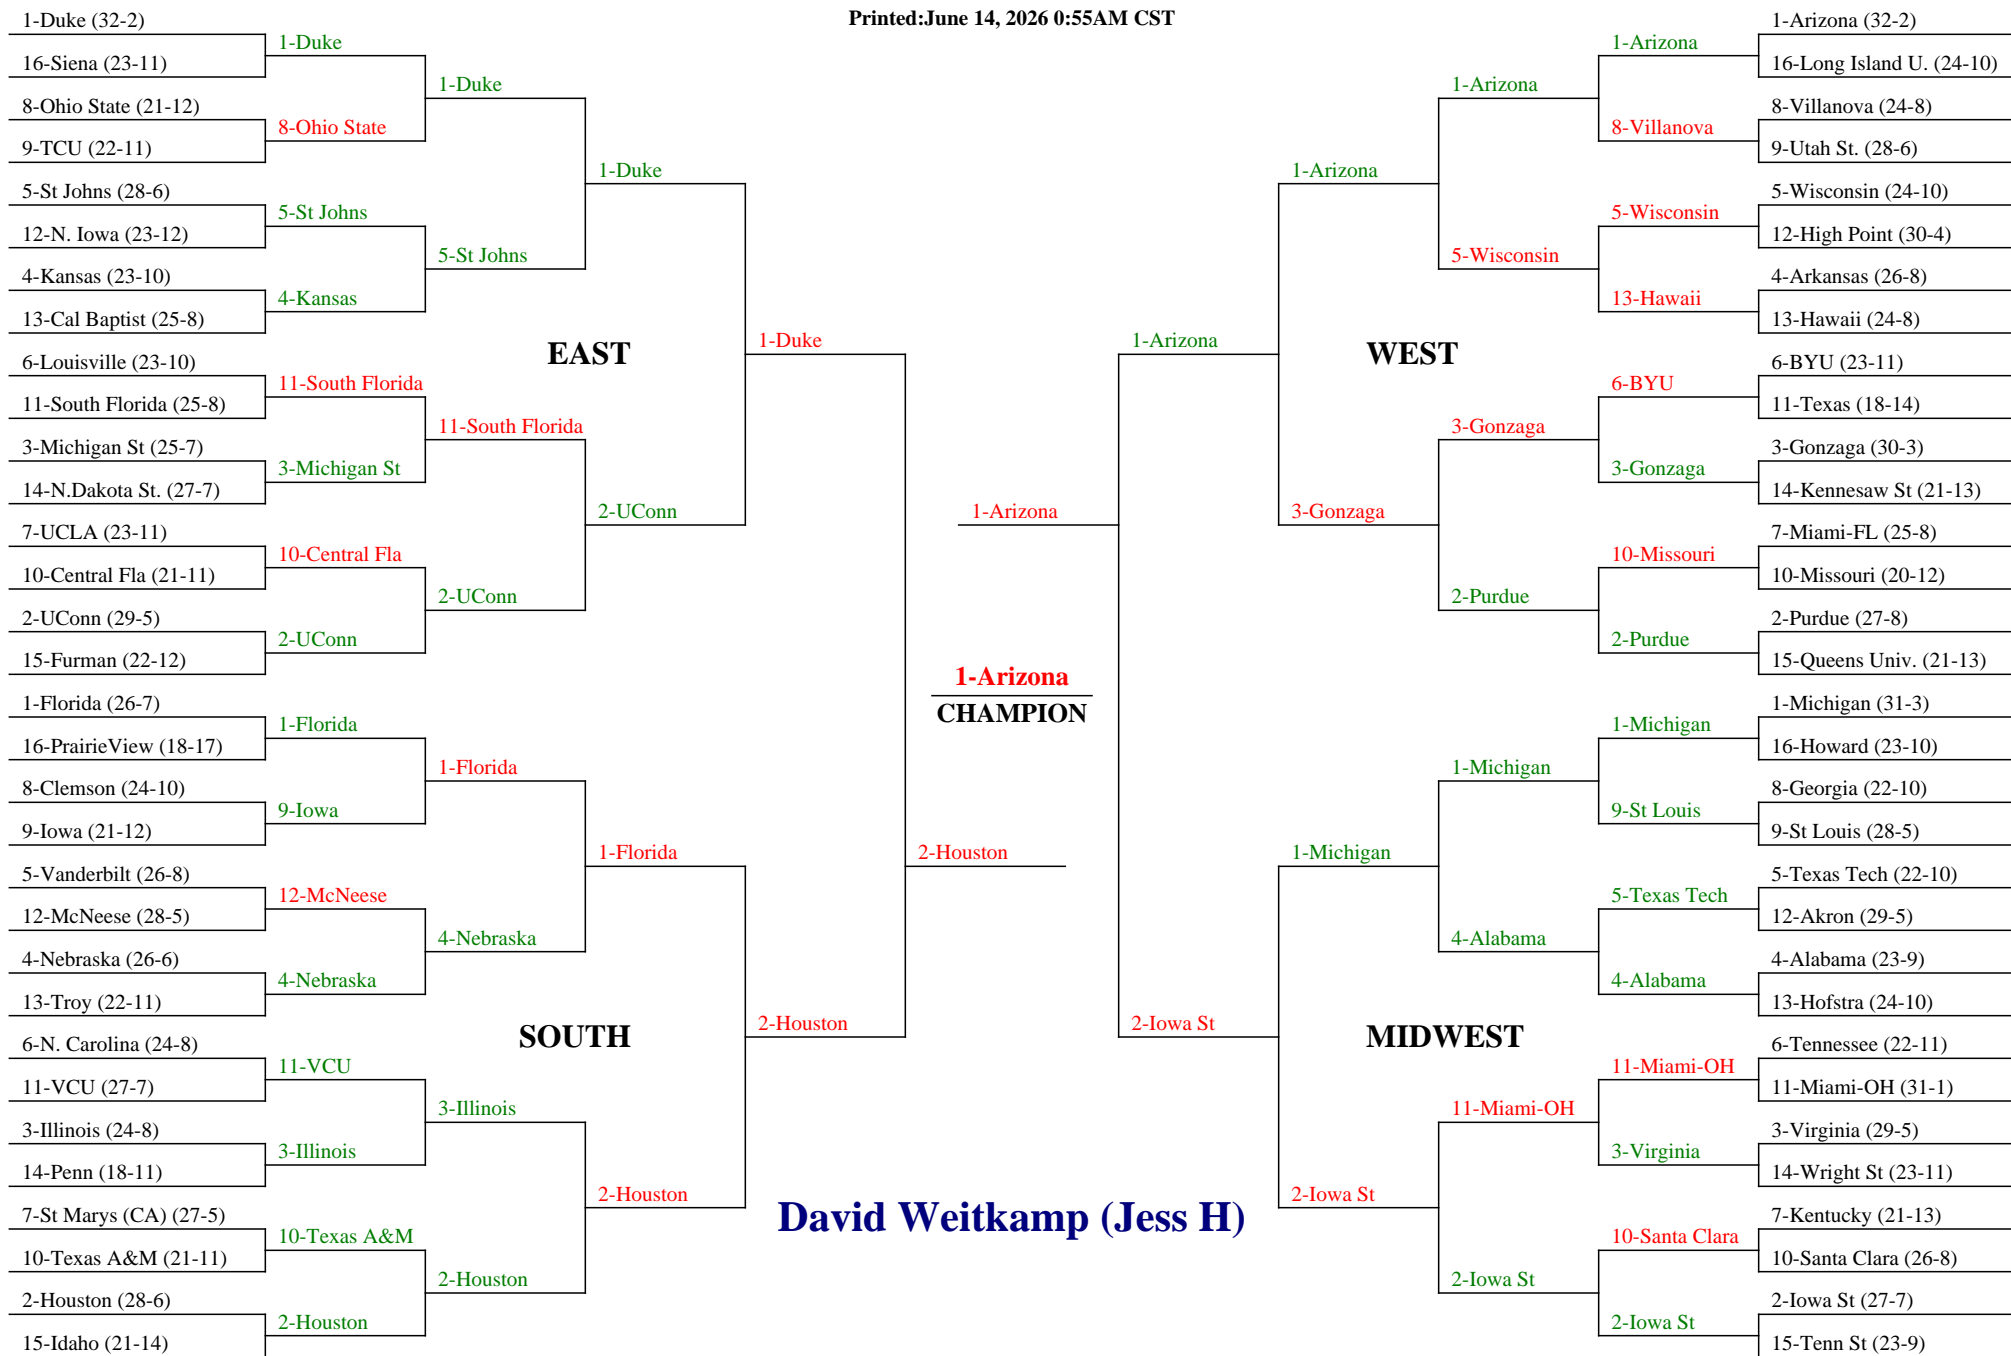 Printed:June 14, 2026 0:55AM CST
1-Duke (32-2)
16-Siena (23-11)
8-Ohio State (21-12)
9-TCU (22-11)
5-St Johns (28-6)
12-N. Iowa (23-12)
4-Kansas (23-10)
13-Cal Baptist (25-8)
6-Louisville (23-10)
11-South Florida (25-8)
3-Michigan St (25-7)
14-N.Dakota St. (27-7)
7-UCLA (23-11)
10-Central Fla (21-11)
2-UConn (29-5)
15-Furman (22-12)
1-Florida (26-7)
16-PrairieView (18-17)
8-Clemson (24-10)
9-Iowa (21-12)
5-Vanderbilt (26-8)
12-McNeese (28-5)
4-Nebraska (26-6)
13-Troy (22-11)
6-N. Carolina (24-8)
11-VCU (27-7)
3-Illinois (24-8)
14-Penn (18-11)
7-St Marys (CA) (27-5)
10-Texas A&M (21-11)
2-Houston (28-6)
15-Idaho (21-14)
1-Duke
8-Ohio State
5-St Johns
4-Kansas
11-South Florida
3-Michigan St
10-Central Fla
2-UConn
1-Florida
9-Iowa
12-McNeese
4-Nebraska
11-VCU
3-Illinois
10-Texas A&M
2-Houston
1-Duke
5-St Johns
11-South Florida
2-UConn
1-Florida
4-Nebraska
3-Illinois
2-Houston
1-Duke
2-UConn
1-Florida
2-Houston
EAST
SOUTH
1-Duke
2-Houston
2-Houston
1-Arizona
1-Arizona
CHAMPION
David Weitkamp (Jess H)
1-Arizona
2-Iowa St
WEST
MIDWEST
1-Arizona
3-Gonzaga
1-Michigan
2-Iowa St
1-Arizona
5-Wisconsin
3-Gonzaga
2-Purdue
1-Michigan
4-Alabama
11-Miami-OH
2-Iowa St
1-Arizona
8-Villanova
5-Wisconsin
13-Hawaii
6-BYU
3-Gonzaga
10-Missouri
2-Purdue
1-Michigan
9-St Louis
5-Texas Tech
4-Alabama
11-Miami-OH
3-Virginia
10-Santa Clara
2-Iowa St
1-Arizona (32-2)
16-Long Island U. (24-10)
8-Villanova (24-8)
9-Utah St. (28-6)
5-Wisconsin (24-10)
12-High Point (30-4)
4-Arkansas (26-8)
13-Hawaii (24-8)
6-BYU (23-11)
11-Texas (18-14)
3-Gonzaga (30-3)
14-Kennesaw St (21-13)
7-Miami-FL (25-8)
10-Missouri (20-12)
2-Purdue (27-8)
15-Queens Univ. (21-13)
1-Michigan (31-3)
16-Howard (23-10)
8-Georgia (22-10)
9-St Louis (28-5)
5-Texas Tech (22-10)
12-Akron (29-5)
4-Alabama (23-9)
13-Hofstra (24-10)
6-Tennessee (22-11)
11-Miami-OH (31-1)
3-Virginia (29-5)
14-Wright St (23-11)
7-Kentucky (21-13)
10-Santa Clara (26-8)
2-Iowa St (27-7)
15-Tenn St (23-9)